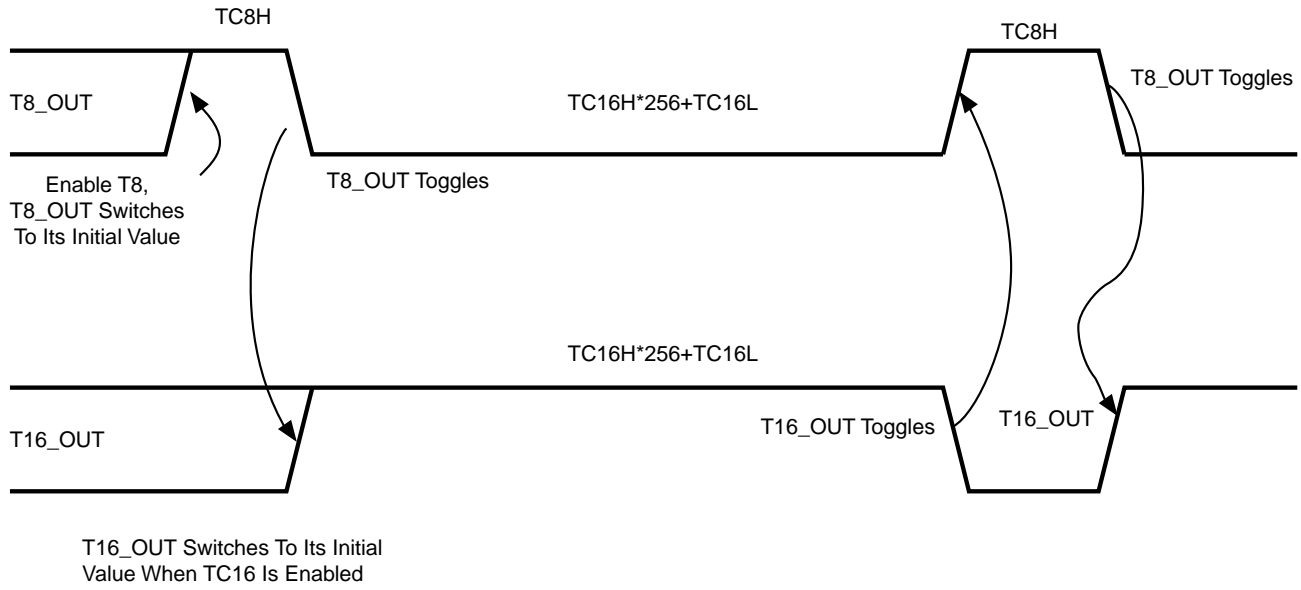 TC8H
TC8H
T8_OUT
TC16H*256+TC16L
T8_OUT Toggles
Enable T8,
T8_OUT Switches
To Its Initial Value
T8_OUT Toggles
TC16H*256+TC16L
T16_OUT
T16_OUT Toggles
T16_OUT
T16_OUT Switches To Its Initial
Value When TC16 Is Enabled